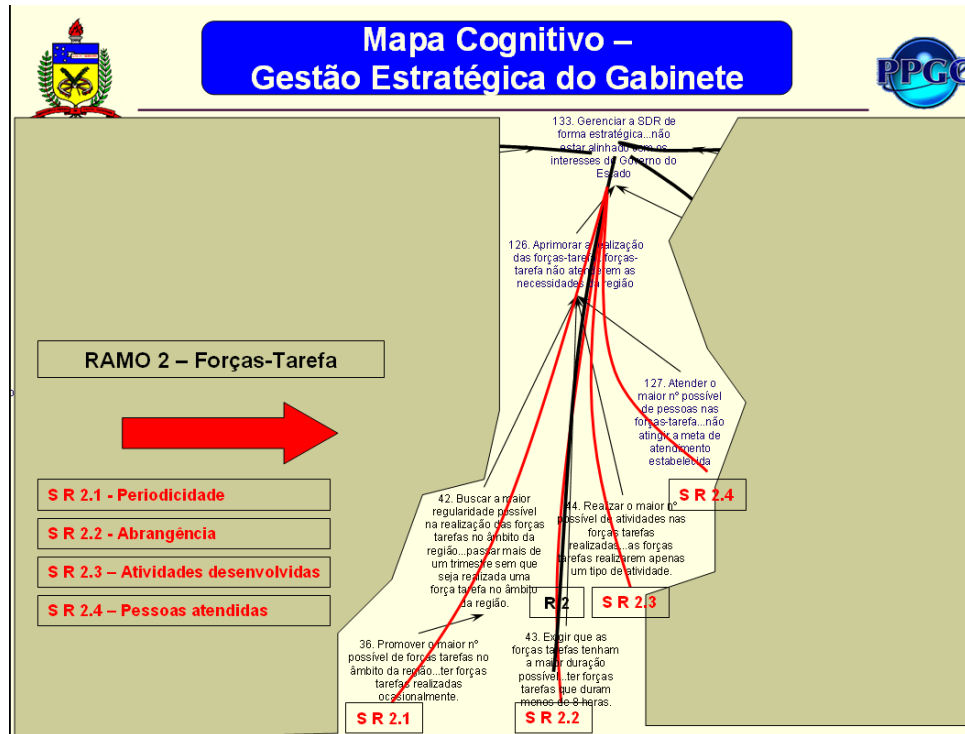 Mapa Cognitivo –
Gestão Estratégica do Gabinete
PPGC
133. Gerenciar a SDR de
forma estratégica...não
estar alinhado com os
interesses do Governo do
Estado
126. Aprimorar a realização
das forças-tarefa...forças-
tarefa não atenderem as
necessidades da região
RAMO 2 – Forças-Tarefa
127. Atender o
maior nº possível
de pessoas nas
forças-tarefa...não
atingir a meta de
atendimento
estabelecida
S R 2.4
S R 2.1 - Periodicidade
S R 2.2 - Abrangência
S R 2.3 – Atividades desenvolvidas
S R 2.4 – Pessoas atendidas
42. Buscar a maior
regularidade possível
na realização das forças
tarefas no âmbito da
região...passar mais de
um trimestre sem que
seja realizada uma
força tarefa no âmbito
da região.
44. Realizar o maior nº
possível de atividades nas
forças tarefas
realizadas...as forças
tarefas realizarem apenas
um tipo de atividade.
R 2
S R 2.3
36. Promover o maior nº
possível de forças tarefas no
âmbito da região...ter forças
tarefas realizadas
ocasionalmente.
43. Exigir que as
forças tarefas tenham
a maior duração
possível...ter forças
tarefas que duram
menos de 8 heras.
S R 2.1
S R 2.2